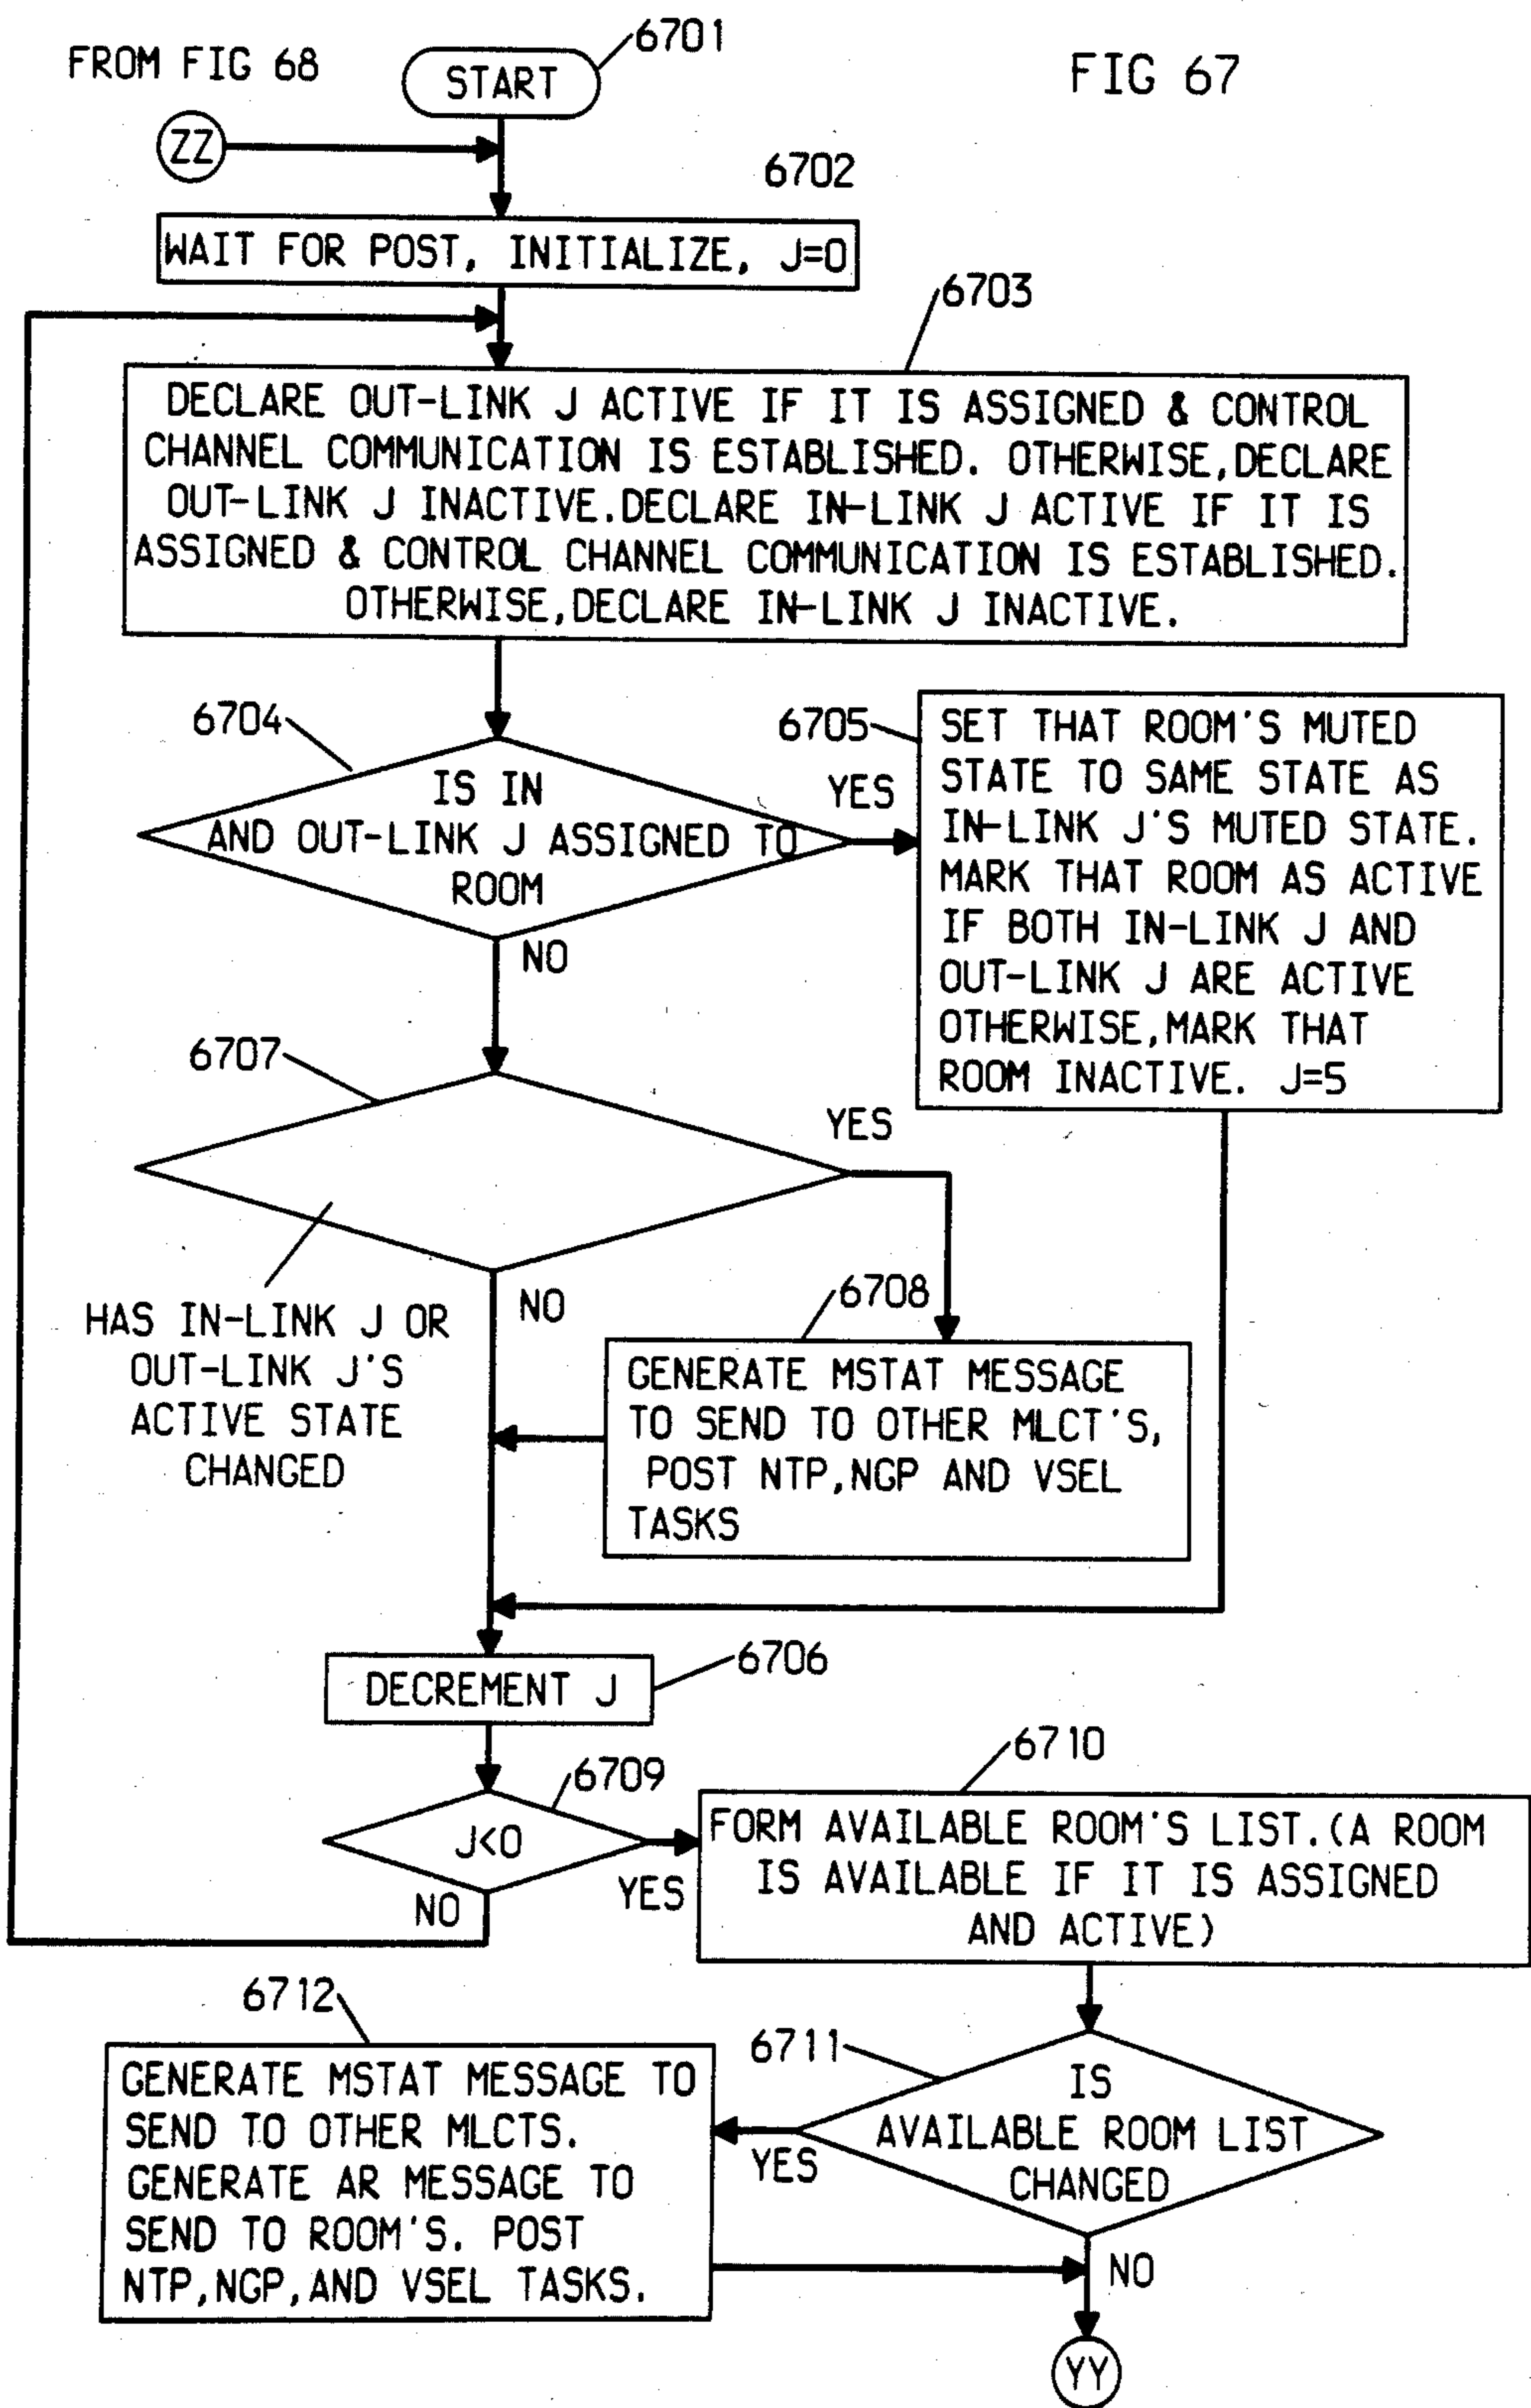 FROM FIG 68
START
6701
FIG 67
ZZ
6702
WAIT FOR POST, INITIALIZE, J=0
6703
DECLARE OUT-LINK J ACTIVE IF IT IS ASSIGNED & CONTROL
CHANNEL COMMUNICATION IS ESTABLISHED. OTHERWISE,DECLARE
OUT-LINK J INACTIVE.DECLARE IN-LINK J ACTIVE IF IT IS
ASSIGNED & CONTROL CHANNEL COMMUNICATION IS ESTABLISHED.
OTHERWISE,DECLARE IN-LINK J INACTIVE.
6704
IS IN
AND OUT-LINK J ASSIGNED TO
ROOM
YES
NO
6705
SET THAT ROOM'S MUTED
STATE TO SAME STATE AS
IN-LINK J'S MUTED STATE.
MARK THAT ROOM AS ACTIVE
IF BOTH IN-LINK J AND
OUT-LINK J ARE ACTIVE
OTHERWISE,MARK THAT
ROOM INACTIVE. J=5
6707
YES
NO
HAS IN-LINK J OR
OUT-LINK J'S
ACTIVE STATE
CHANGED
6708
GENERATE MSTAT MESSAGE
TO SEND TO OTHER MLCT'S,
POST NTP,NGP AND VSEL
TASKS
6706
DECREMENT J
6709
J<0
YES
NO
6710
FORM AVAILABLE ROOM'S LIST.(A ROOM
IS AVAILABLE IF IT IS ASSIGNED
AND ACTIVE)
6711
IS
AVAILABLE ROOM LIST
CHANGED
YES
NO
6712
GENERATE MSTAT MESSAGE TO
SEND TO OTHER MLCTS.
GENERATE AR MESSAGE TO
SEND TO ROOM'S. POST
NTP,NGP,AND VSEL TASKS.
YY